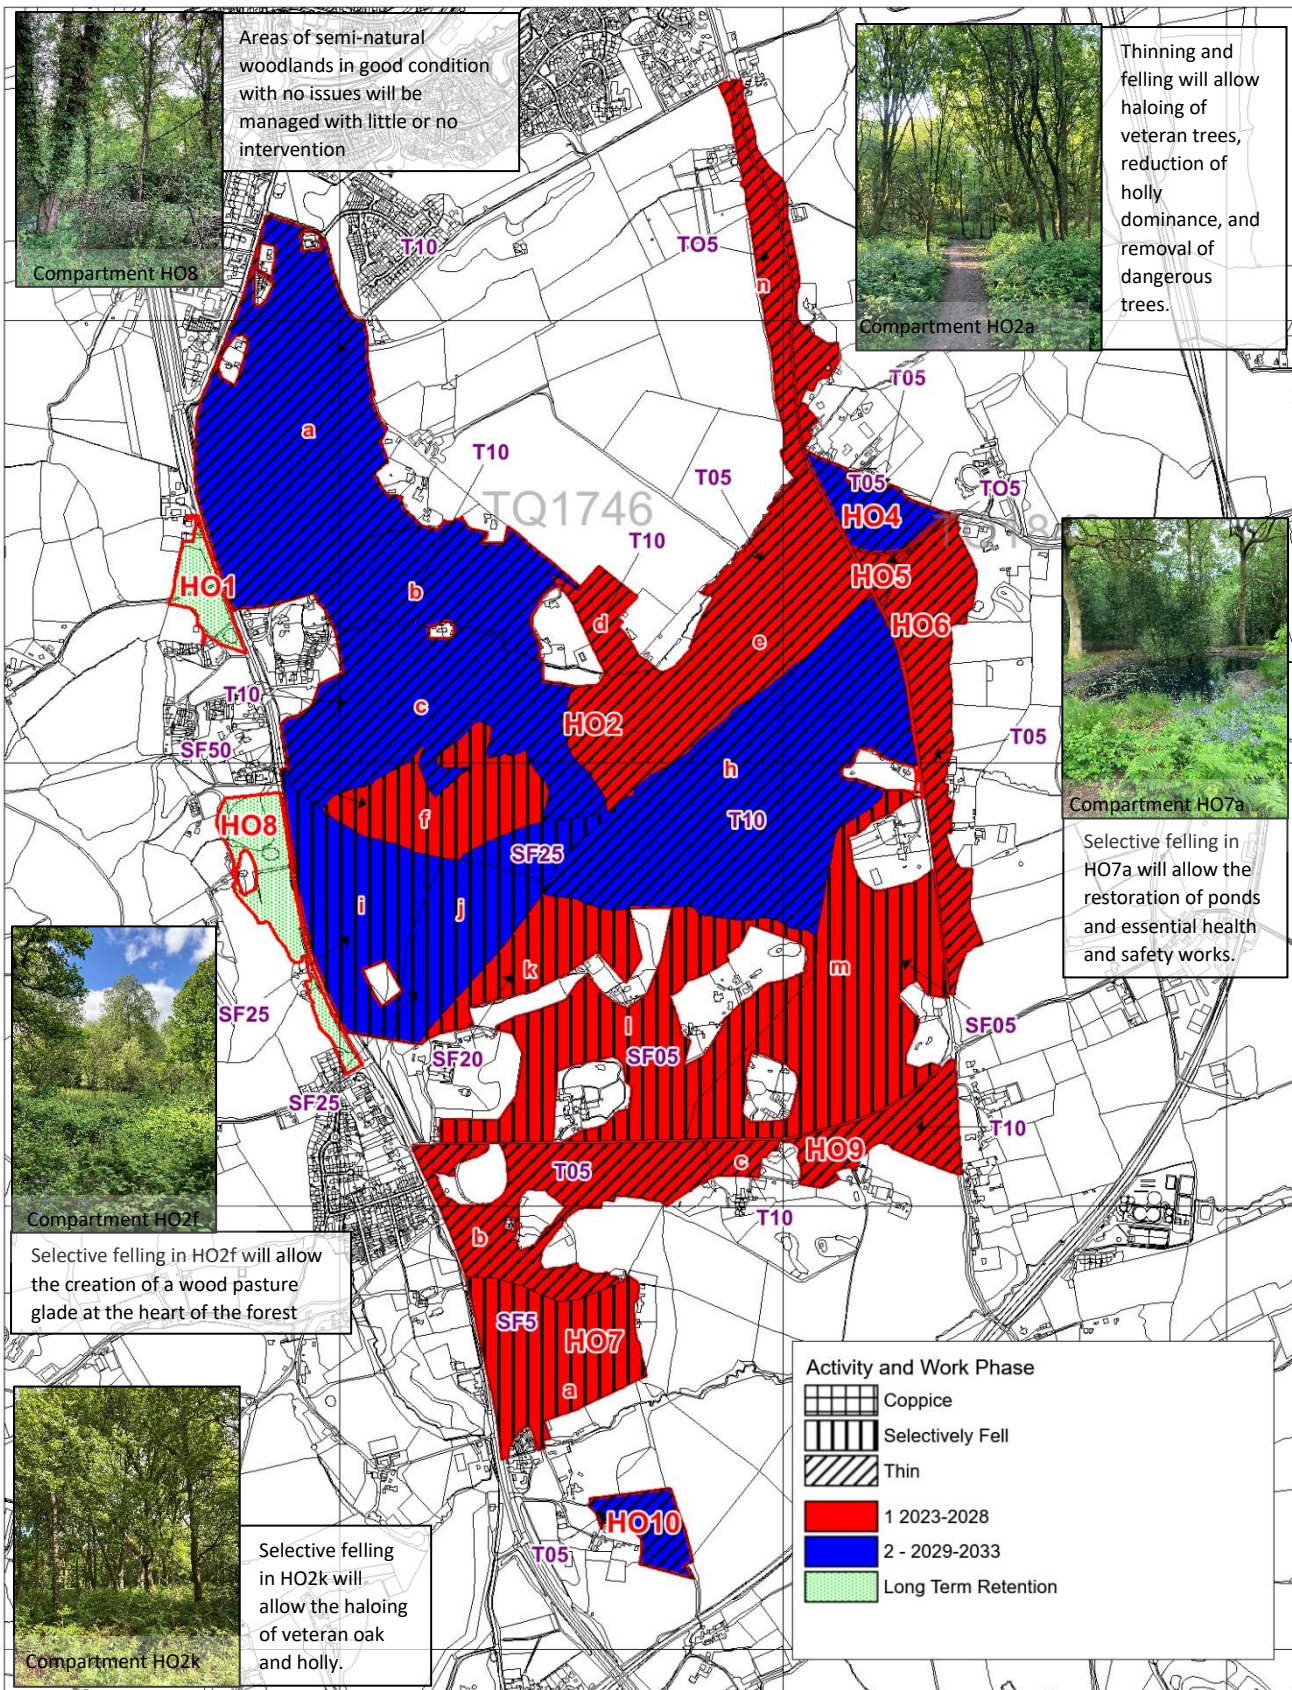 Areas of semi-natural
woodlands in good condition
with no issues will be
managed with little or no
intervention
Compartment HO8
Thinning and
felling will allow
haloing of
veteran trees,
reduction of
holly
dominance, and
removal of
dangerous
trees.
Compartment HO2a
T10
TO5
n
T05
a
T10
T05
T05
TO5
TQ1746
HO4
T10
HO5
HO1
b
d
HO6
e
T10
c
HO2
T05
SF50
h
Compartment HO7a
HO8
f
T10
SF25
Selective felling in
HO7a will allow the
restoration of ponds
and essential health
and safety works.
i
j
k
m
SF25
l
SF05
SF20
SF05
SF25
T10
HO9
c
T05
T10
Compartment HO2f
b
Selective felling in HO2f will allow
the creation of a wood pasture
glade at the heart of the forest
SF5
HO7
a
Activity and Work Phase
Coppice
Selectively Fell
Thin
1 2023-2028
2 - 2029-2033
Long Term Retention
HO10
T05
Selective felling
in HO2k will
allow the haloing
of veteran oak
and holly.
Compartment HO2k